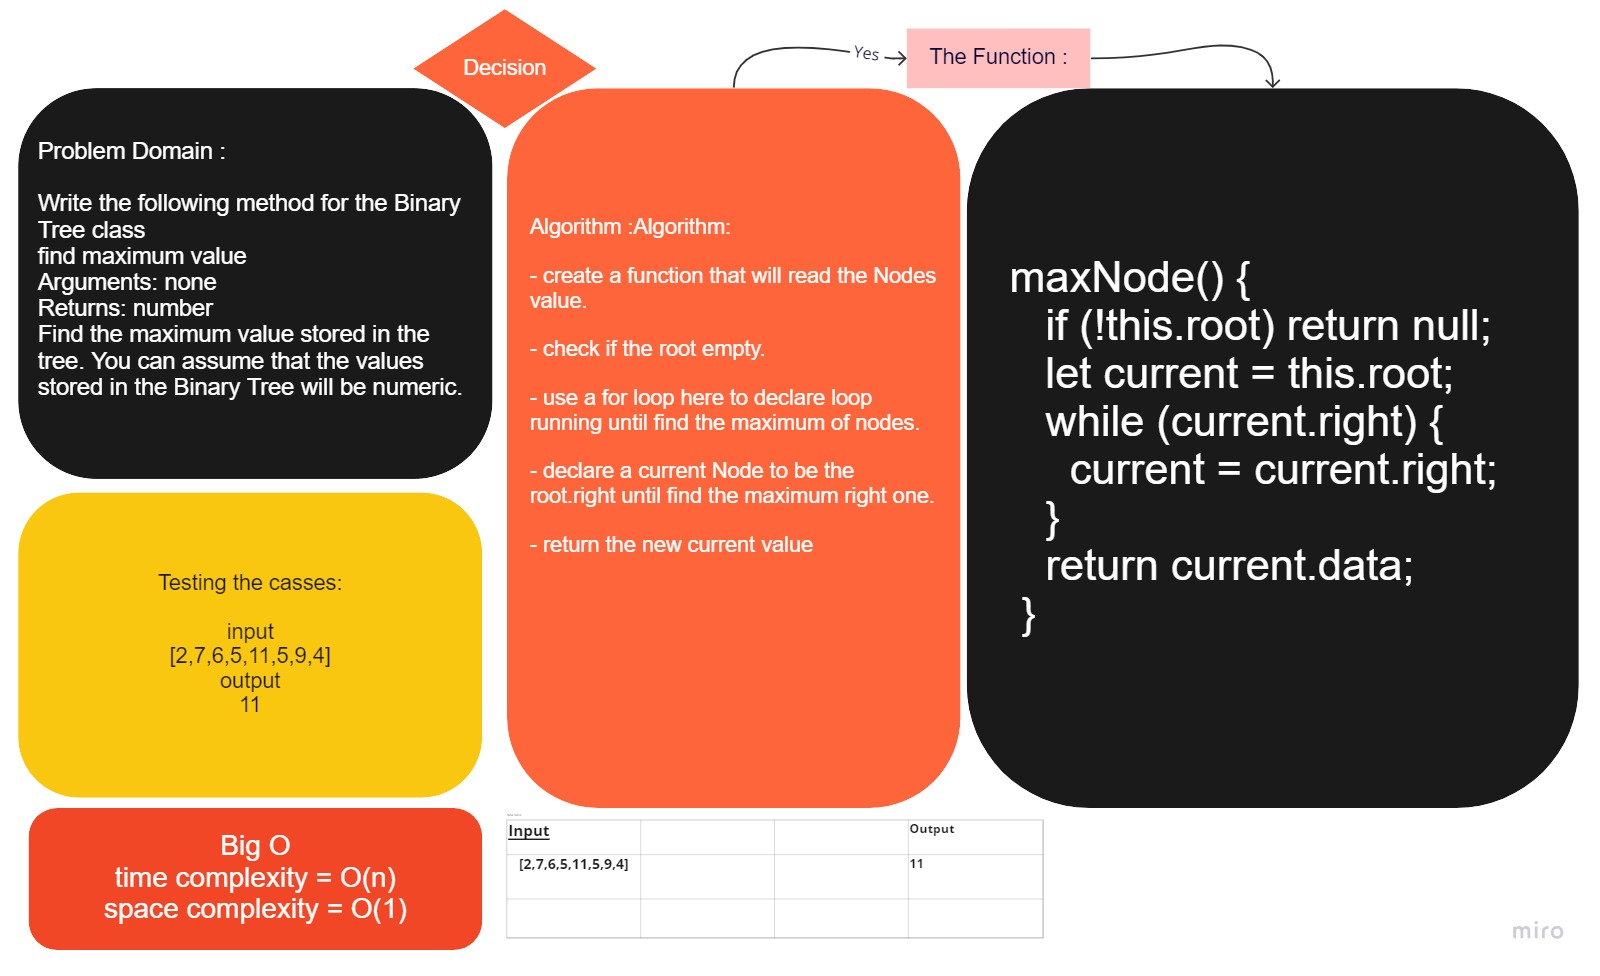 Decision
Yes
The Function :
Problem Domain :
Write the following method for the Binary
Tree class
find maximum value
Arguments: none
Returns: number
Find the maximum value stored in the
tree. You can assume that the values
stored in the Binary Tree will be numeric.
Testing the casses:
input
[2,7,6,5,11,5,9,4]
output
11
Big O
time complexity = O(n)
space complexity = O(1)
Algorithm :Algorithm:
- create a function that will read the Nodes
value.
- check if the root empty.
- use a for loop here to declare loop
running until find the maximum of nodes.
- declare a current Node to be the
root.right until find the maximum right one.
- return the new current value
maxNode() {
if (!this.root) return null;
let current = this.root;
while (current.right) {
current = current.right;
}
return current.data;
}
Input Output
[2,7,6,5,11,5,9,4] 11
miro